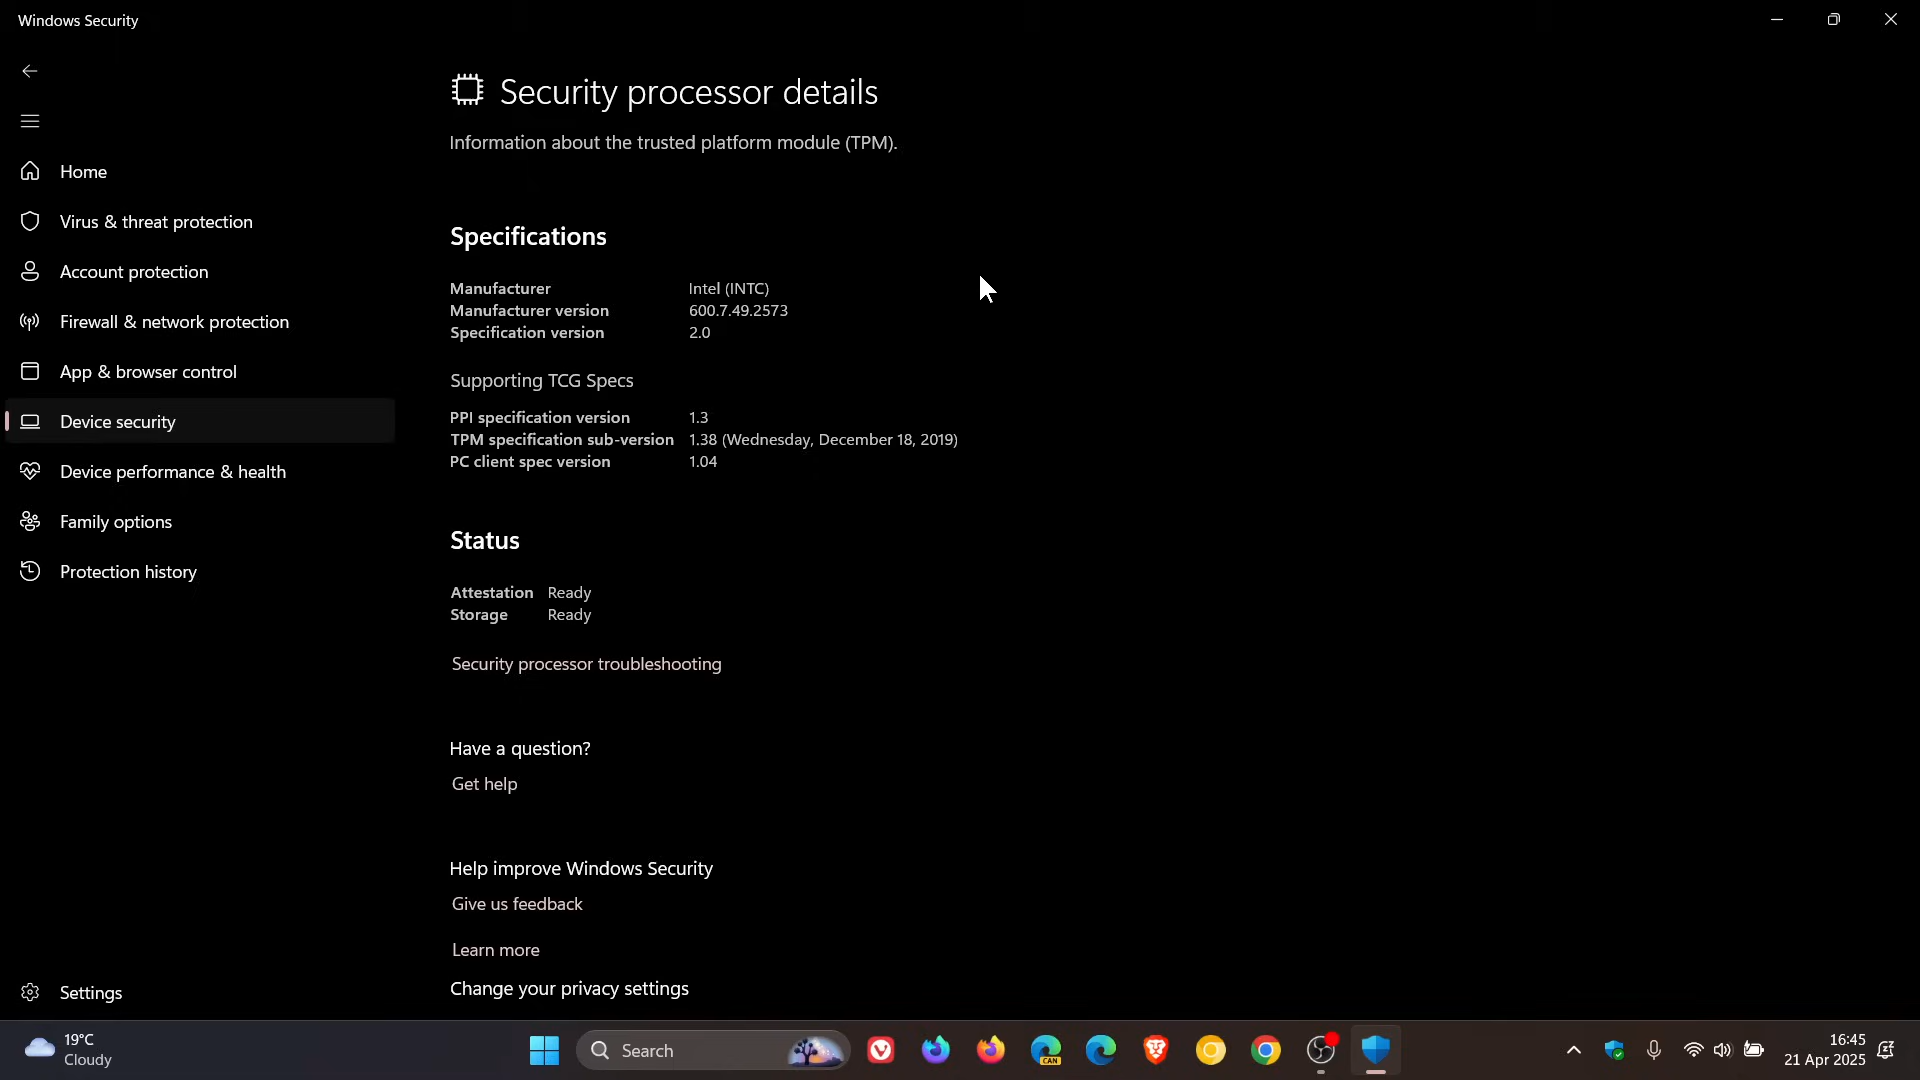 Windows Security
Home
Virus & threat protection
Account protection
Firewall & network protection
App & browser control
Device security
Device performance & health
Family options
Protection history
Settings
Security processor details
Information about the trusted platform module (TPM).
Specifications
Manufacturer Intel (INTC)
Manufacturer version 600.7.49.2573
Specification version 2.0
Supporting TCG Specs
PPI specification version 1.3
TPM specification sub-version 1.38 (Wednesday, December 18, 2019)
PC client spec version 1.04
Status
Attestation Ready
Storage Ready
Security processor troubleshooting
Have a question?
Get help
Help improve Windows Security
Give us feedback
Learn more
Change your privacy settings
19°C
Cloudy
Search
CAN
16:45
21 Apr 2025